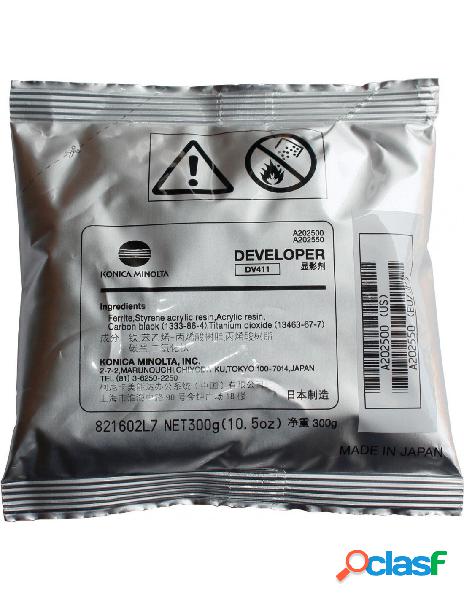 A202500
A202550
KONICA MINOLTA
DEVELOPER
DV411
显影剂
Ingredients
Ferrite,Styrene acrylic resin,Acrylic resin,
Carbon black (1333-86-4),Titanium dioxide (13463-67-7)
成分
KONICA MINOLTA, INC.
2-7-2,MARUNOUCHI,CHIYODA-KU,TOKYO 100-7014,JAPAN
TEL. (81) 3-6250-2250
日本制造
821602L7 NET300g(10.5oz) 净重 300g
A202500 (US)
A202550
MADE IN JAPAN
oclasf